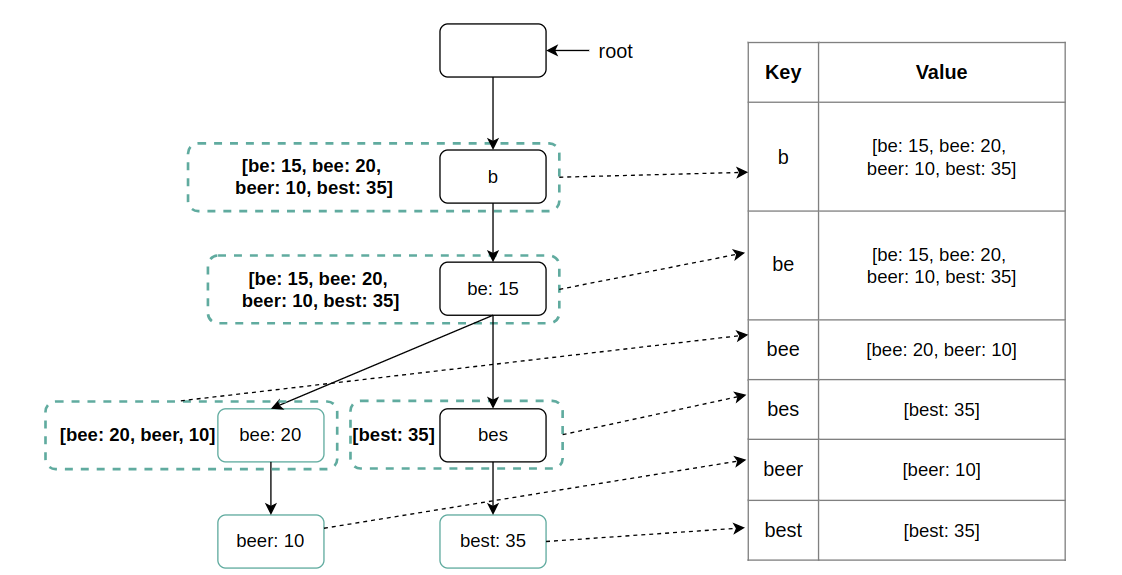 root
[be: 15, bee: 20,
beer: 10, best: 35]
b
[be: 15, bee: 20,
beer: 10, best: 35]
be: 15
[bee: 20, beer, 10]
bee: 20
[best: 35]
bes
beer: 10
best: 35
Key Value
b
[be: 15, bee: 20,
beer: 10, best: 35]
be
[be: 15, bee: 20,
beer: 10, best: 35]
bee [bee: 20, beer: 10]
bes [best: 35]
beer [beer: 10]
best [best: 35]